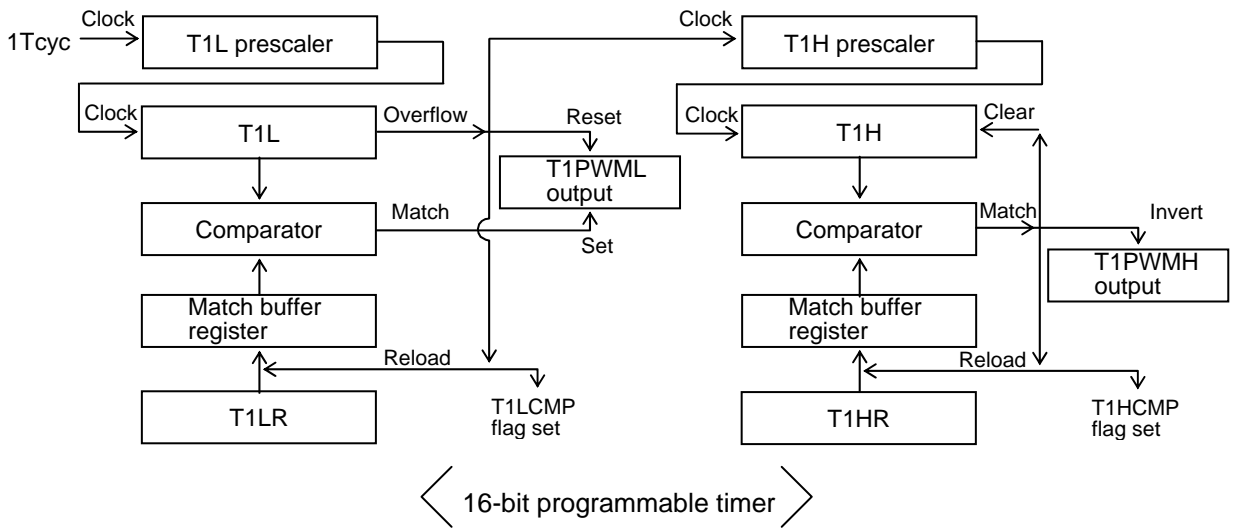 Clock
1Tcyc
T1L prescaler
Clock
T1H prescaler
Clock
T1L
Overflow
Reset
Clock
T1H
Clear
T1PWML
output
Comparator
Match
Set
Comparator
Match
Invert
T1PWMH
output
Match buffer
register
Match buffer
register
Reload
Reload
T1LR
T1LCMP
flag set
T1HR
T1HCMP
flag set
16-bit programmable timer